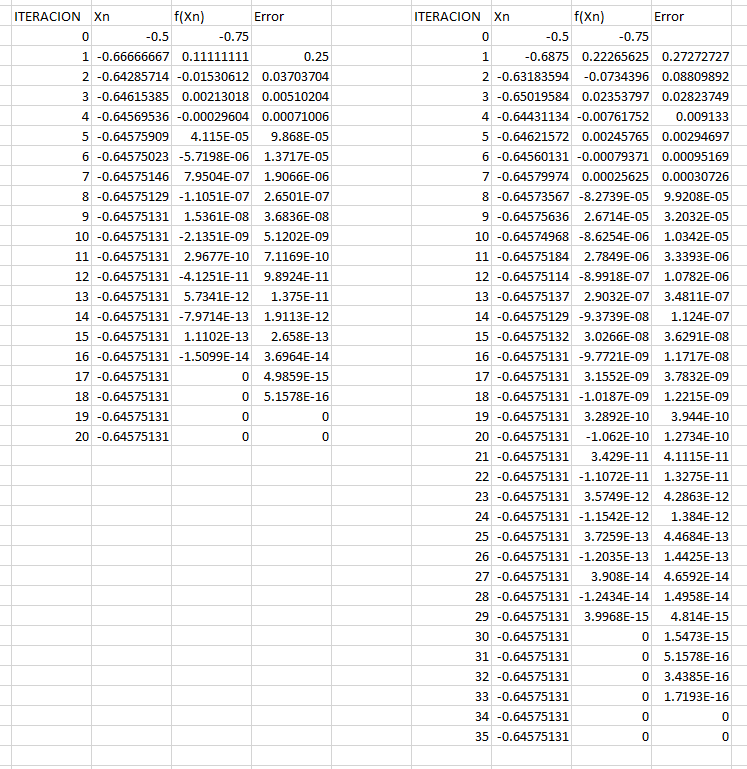 ITERACION Xn f(Xn) Error ITERACION Xn f(Xn) Error
0 -0.5 -0.75 0 -0.5 -0.75
1 -0.66666667 0.11111111 0.25 1 -0.6875 0.22265625 0.27272727
2 -0.64285714 -0.01530612 0.03703704 2 -0.63183594 -0.0734396 0.08809892
3 -0.64615385 0.00213018 0.00510204 3 -0.65019584 0.02353797 0.02823749
4 -0.64569536 -0.00029604 0.00071006 4 -0.64431134 -0.00761752 0.009133
5 -0.64575909 4.115E-05 9.868E-05 5 -0.64621572 0.00245765 0.00294697
6 -0.64575023 -5.7198E-06 1.3717E-05 6 -0.64560131 -0.00079371 0.00095169
7 -0.64575146 7.9504E-07 1.9066E-06 7 -0.64579974 0.00025625 0.00030726
8 -0.64575129 -1.1051E-07 2.6501E-07 8 -0.64573567 -8.2739E-05 9.9208E-05
9 -0.64575131 1.5361E-08 3.6836E-08 9 -0.64575636 2.6714E-05 3.2032E-05
10 -0.64575131 -2.1351E-09 5.1202E-09 10 -0.64574968 -8.6254E-06 1.0342E-05
11 -0.64575131 2.9677E-10 7.1169E-10 11 -0.64575184 2.7849E-06 3.3393E-06
12 -0.64575131 -4.1251E-11 9.8924E-11 12 -0.64575114 -8.9918E-07 1.0782E-06
13 -0.64575131 5.7341E-12 1.375E-11 13 -0.64575137 2.9032E-07 3.4811E-07
14 -0.64575131 -7.9714E-13 1.9113E-12 14 -0.64575129 -9.3739E-08 1.124E-07
15 -0.64575131 1.1102E-13 2.658E-13 15 -0.64575132 3.0266E-08 3.6291E-08
16 -0.64575131 -1.5099E-14 3.6964E-14 16 -0.64575131 -9.7721E-09 1.1717E-08
17 -0.64575131 0 4.9859E-15 17 -0.64575131 3.1552E-09 3.7832E-09
18 -0.64575131 0 5.1578E-16 18 -0.64575131 -1.0187E-09 1.2215E-09
19 -0.64575131 0 0 19 -0.64575131 3.2892E-10 3.944E-10
20 -0.64575131 0 0 20 -0.64575131 -1.062E-10 1.2734E-10
21 -0.64575131 3.429E-11 4.1115E-11
22 -0.64575131 -1.1072E-11 1.3275E-11
23 -0.64575131 3.5749E-12 4.2863E-12
24 -0.64575131 -1.1542E-12 1.384E-12
25 -0.64575131 3.7259E-13 4.4684E-13
26 -0.64575131 -1.2035E-13 1.4425E-13
27 -0.64575131 3.908E-14 4.6592E-14
28 -0.64575131 -1.2434E-14 1.4958E-14
29 -0.64575131 3.9968E-15 4.814E-15
30 -0.64575131 0 1.5473E-15
31 -0.64575131 0 5.1578E-16
32 -0.64575131 0 3.4385E-16
33 -0.64575131 0 1.7193E-16
34 -0.64575131 0 0
35 -0.64575131 0 0